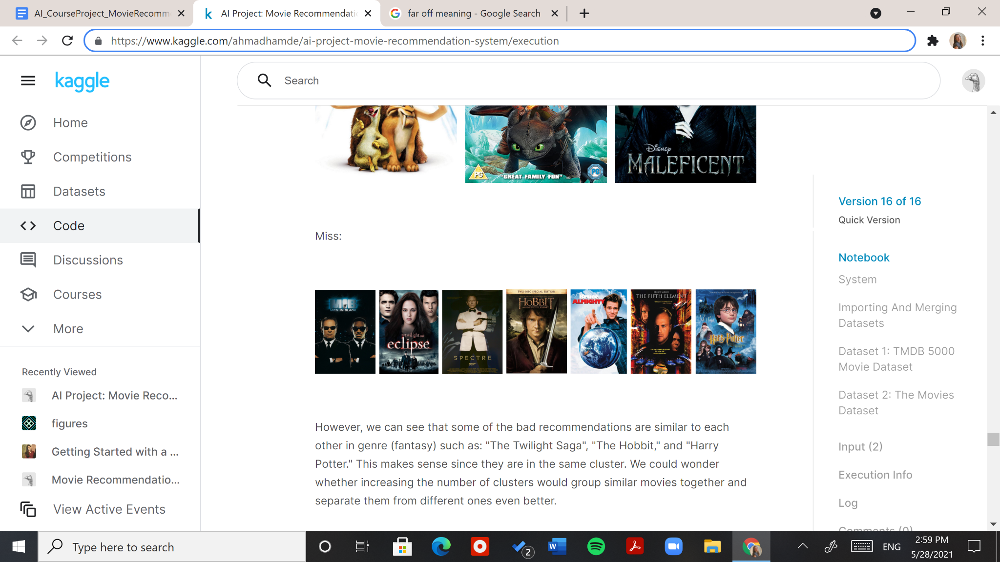 AI_CourseProject_MovieRecomm
AI Project: Movie Recommendati
far off meaning - Google Search
https://www.kaggle.com/ahmadhamde/ai-project-movie-recommendation-system/execution
kaggle
Search
Home
Competitions
Datasets
Code
Discussions
Courses
More
Recently Viewed
AI Project: Movie Reco...
figures
Getting Started with a ...
Movie Recommendatio...
View Active Events
PG
"GREAT FAMILY FUN"
PG
DISNEY
MALEFICENT
Miss:
MIB
MEN IN BLACK
the twilight saga
eclipse
SPECTRE
007
TWO-DISC SPECIAL EDITION
THE HOBBIT
AN UNEXPECTED JOURNEY
Bruce
ALMIGHTY
BRUCE WILLIS
THE FIFTH ELEMENT
Harry Potter
However, we can see that some of the bad recommendations are similar to each
other in genre (fantasy) such as: "The Twilight Saga", "The Hobbit," and "Harry
Potter." This makes sense since they are in the same cluster. We could wonder
whether increasing the number of clusters would group similar movies together and
separate them from different ones even better.
Version 16 of 16
Quick Version
Notebook
System
Importing And Merging
Datasets
Dataset 1: TMDB 5000
Movie Dataset
Dataset 2: The Movies
Dataset
Input (2)
Execution Info
Log
Comments (0)
Type here to search
2
W
ENG
2:59 PM
5/28/2021